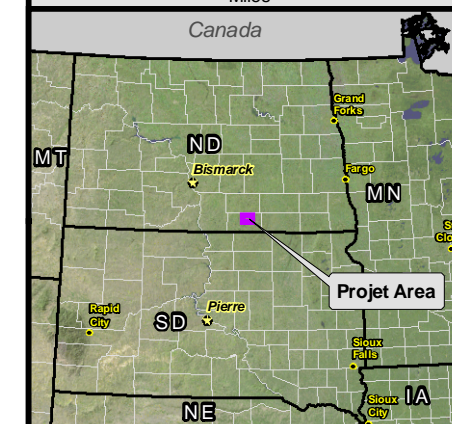 Miles
Canada
Grand
Forks
ND
MT
Bismarck
Fargo
MN
Projet Area
Rapid
City
SD
Pierre
Sioux
Falls
IA
Sioux
City
NE